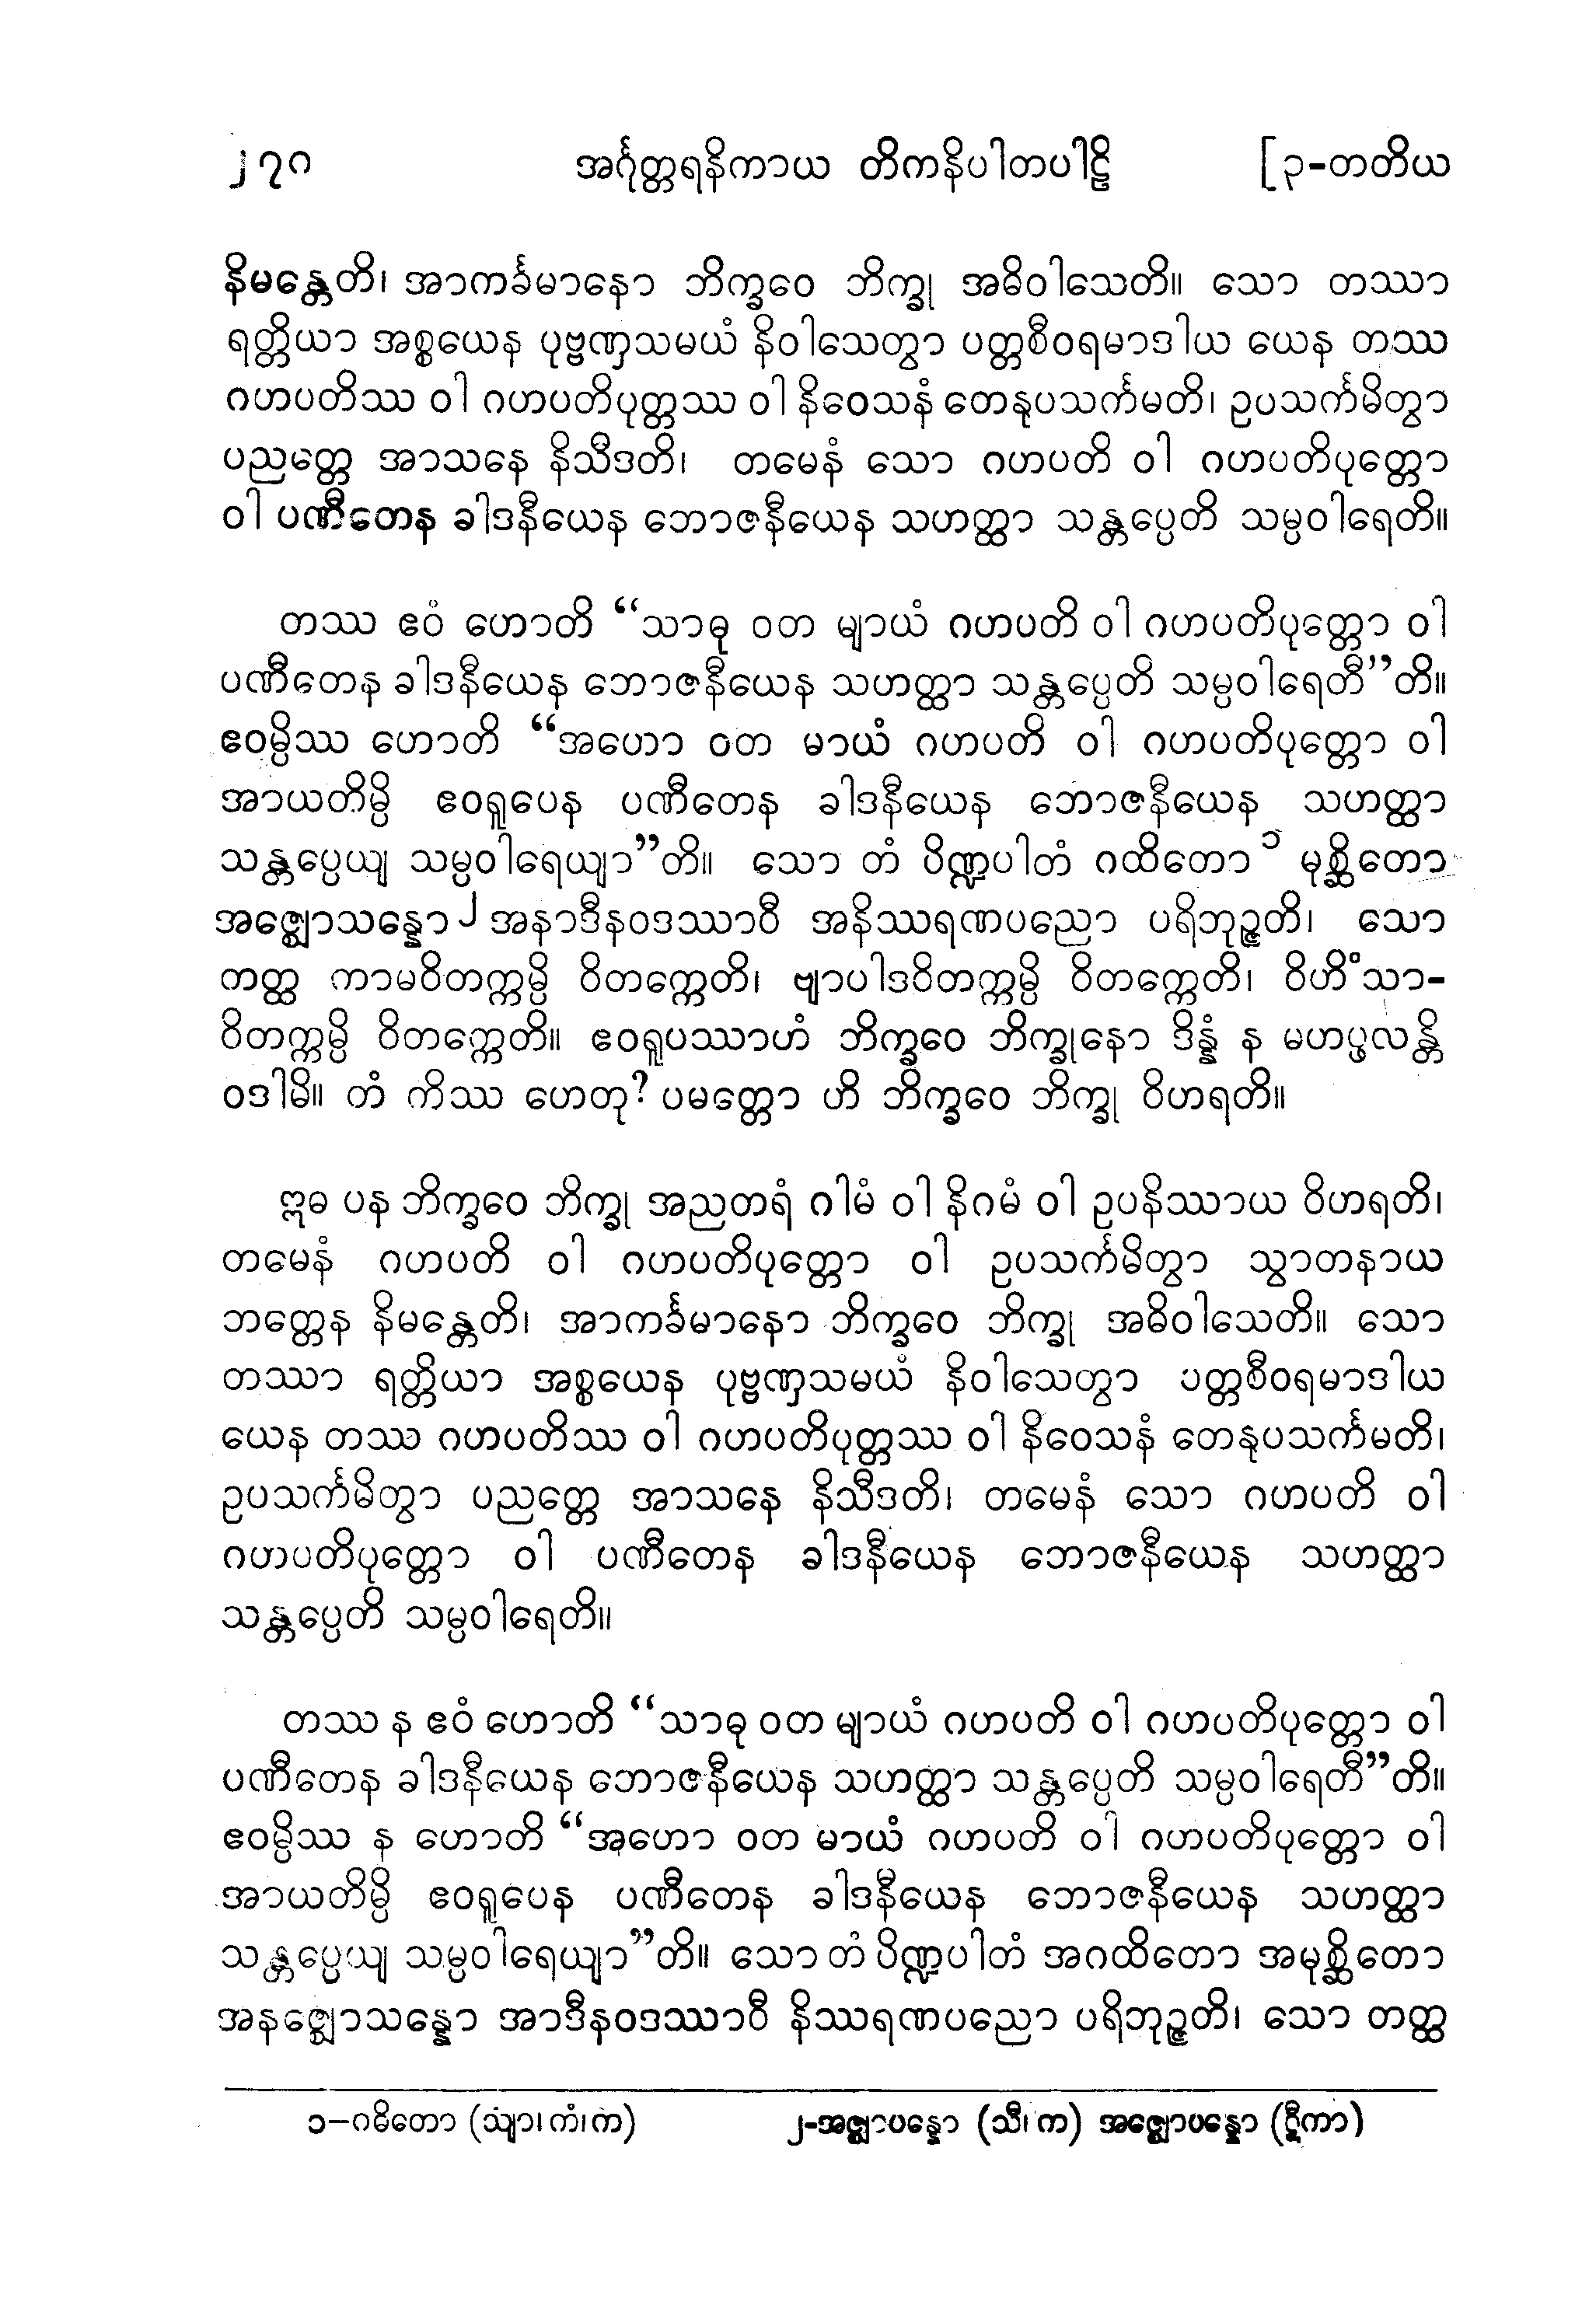 ၂၇၈ အင်္ဂုတ္တရနိကာယ တိကနိပါတပါဠိ [၃-တတိယ
နိမန္တေတိ၊ အာကင်္ခမာနော ဘိက္ခဝေ ဘိက္ခု အဓိဝါသေတိ။ သော တဿာ
ရတ္တိယာ အစ္စယေန ပုဗ္ဗဏှသမယံ နိဝါသေတွာ ပတ္တစီဝရမာဒါယ ယေန တဿ
ဂဟပတိဿ ဝါ ဂဟပတိပုတ္တဿ ဝါ နိဝေသနံ တေနုပသင်္ကမတိ၊ ဥပသင်္ကမိတွာ
ပညတ္တေ အာသနေ နိသီဒတိ၊ တမေနံ သော ဂဟပတိ ဝါ ဂဟပတိပုတ္တော
ဝါ ပဏီတေန ခါဒနီယေန ဘောဇနီယေန သဟတ္ထာ သန္တပ္ပေတိ သမ္ပဝါရေတိ။
တဿ ဧဝံ ဟောတိ “သာဓု ဝတ မျာယံ ဂဟပတိ ဝါ ဂဟပတိပုတ္တော ဝါ
ပဏီတေန ခါဒနီယေန ဘောဇနီယေန သဟတ္ထာ သန္တပ္ပေတိ သမ္ပဝါရေတီ”တိ။
ဧဝမ္ပိဿ ဟောတိ “အဟော ဝတ မာယံ ဂဟပတိ ဝါ ဂဟပတိပုတ္တော ဝါ
အာယတိမ္ပိ ဧဝရူပေန ပဏီတေန ခါဒနီယေန ဘောဇနီယေန သဟတ္ထာ
သန္တပ္ပေယျ သမ္ပဝါရေယျာ”တိ။ သော တံ ပိဏ္ဍပါတံ ဂထိတော ၁ မုစ္ဆိတော
အဇ္ဈောသန္နော ၂ အနာဒီနဝဒဿာဝီ အနိဿရဏပညော ပရိဘုဉ္ဇတိ၊ သော
တတ္ထ ကာမဝိတက္ကမ္ပိ ဝိတက္ကေတိ၊ ဗျာပါဒဝိတက္ကမ္ပိ ဝိတက္ကေတိ၊ ဝိဟိံသာ-
ဝိတက္ကမ္ပိ ဝိတက္ကေတိ။ ဧဝရူပဿာဟံ ဘိက္ခဝေ ဘိက္ခုနော ဒိန္နံ န မဟပ္ဖလန္တိ
ဝဒါမိ။ တံ ကိဿ ဟေတု? ပမတ္တော ဟိ ဘိက္ခဝေ ဘိက္ခု ဝိဟရတိ။
ဣဓ ပန ဘိက္ခဝေ ဘိက္ခု အညတရံ ဂါမံ ဝါ နိဂမံ ဝါ ဥပနိဿာယ ဝိဟရတိ၊
တမေနံ ဂဟပတိ ဝါ ဂဟပတိပုတ္တော ဝါ ဥပသင်္ကမိတွာ သွာတနာယ
ဘတ္တေန နိမန္တေတိ၊ အာကင်္ခမာနော ဘိက္ခဝေ ဘိက္ခု အဓိဝါသေတိ။ သော
တဿာ ရတ္တိယာ အစ္စယေန ပုဗ္ဗဏှသမယံ နိဝါသေတွာ ပတ္တစီဝရမာဒါယ
ယေန တဿ ဂဟပတိဿ ဝါ ဂဟပတိပုတ္တဿ ဝါ နိဝေသနံ တေနုပသင်္ကမတိ၊
ဥပသင်္ကမိတွာ ပညတ္တေ အာသနေ နိသီဒတိ၊ တမေနံ သော ဂဟပတိ ဝါ
ဂဟပတိပုတ္တော ဝါ ပဏီတေန ခါဒနီယေန ဘောဇနီယေန သဟတ္ထာ
သန္တပ္ပေတိ သမ္ပဝါရေတိ။
တဿ န ဧဝံ ဟောတိ “သာဓု ဝတ မျာယံ ဂဟပတိ ဝါ ဂဟပတိပုတ္တော ဝါ
ပဏီတေန ခါဒနီယေန ဘောဇနီယေန သဟတ္ထာ သန္တပ္ပေတိ သမ္ပဝါရေတီ”တိ။
ဧဝမ္ပိဿ န ဟောတိ “အဟော ဝတ မာယံ ဂဟပတိ ဝါ ဂဟပတိပုတ္တော ဝါ
အာယတိမ္ပိ ဧဝရူပေန ပဏီတေန ခါဒနီယေန ဘောဇနီယေန သဟတ္ထာ
သန္တပ္ပေယျ သမ္ပဝါရေယျာ”တိ။ သော တံ ပိဏ္ဍပါတံ အဂထိတော အမုစ္ဆိတော
အနဇ္ဈောသန္နော အာဒီနဝဒဿာဝီ နိဿရဏပညော ပရိဘုဉ္ဇတိ၊ သော တတ္ထ
၁-ဂဓိတော (သျာ၊ ကံ၊ က) ၂-အဇ္ဈာပန္နော (သီ၊ က) အဇ္ဈောပန္နော (ဋီကာ)